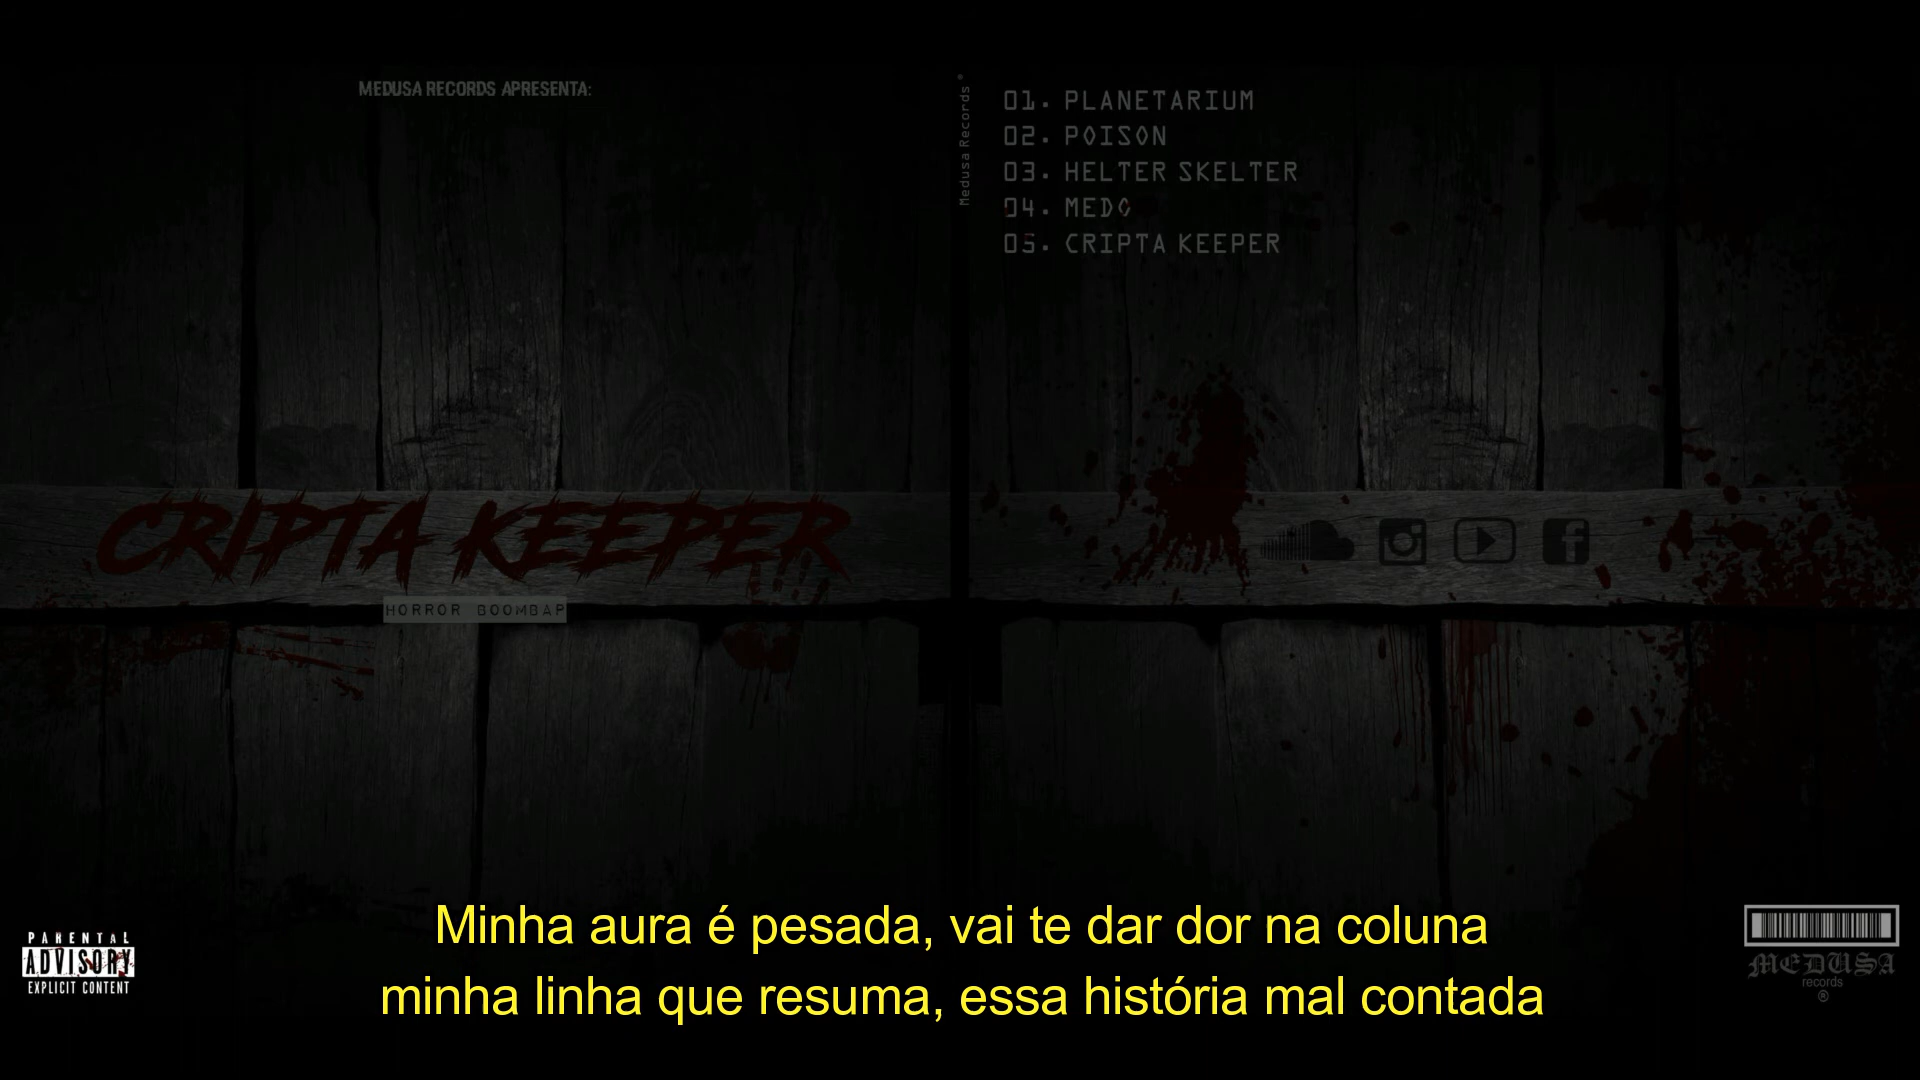 MEDUSA RECORDS APRESENTA:
CRIPTA KEEPER
HORROR BOOMBAP
Medusa Records ®
01. PLANETARIUM
02. POISON
03. HELTER SKELTER
04. MEDO
05. CRIPTA KEEPER
Minha aura é pesada, vai te dar dor na coluna
minha linha que resuma, essa história mal contada
PARENTAL
ADVISORY
EXPLICIT CONTENT
MEDUSA
records
®